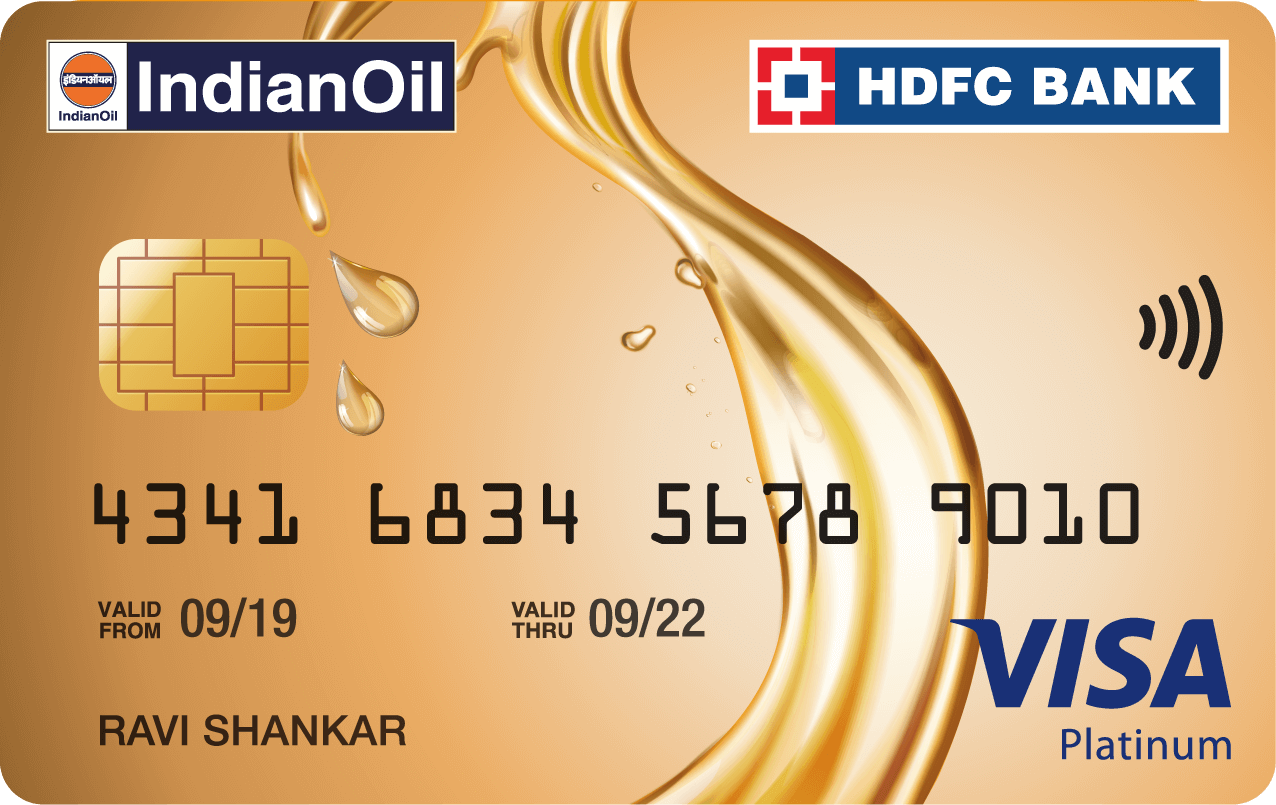 इंडियनऑयल
IndianOil
IndianOil
HDFC BANK
4341 6834 5678 9010
VALID FROM 09/19
VALID THRU 09/22
RAVI SHANKAR
VISA
Platinum